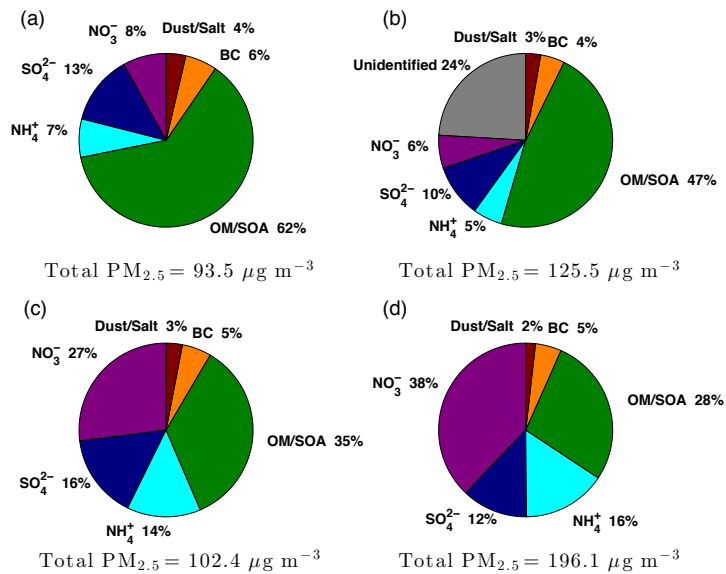 (a)
NO₃⁻ 8%
Dust/Salt 4%
BC 6%
SO₄²⁻ 13%
NH₄⁺ 7%
OM/SOA 62%
Total PM₂.₅ = 93.5 μg m⁻³
(b)
Dust/Salt 3%
BC 4%
Unidentified 24%
NO₃⁻ 6%
OM/SOA 47%
SO₄²⁻ 10%
NH₄⁺ 5%
Total PM₂.₅ = 125.5 μg m⁻³
(c)
Dust/Salt 3%
BC 5%
NO₃⁻ 27%
OM/SOA 35%
SO₄²⁻ 16%
NH₄⁺ 14%
Total PM₂.₅ = 102.4 μg m⁻³
(d)
Dust/Salt 2%
BC 5%
NO₃⁻ 38%
OM/SOA 28%
SO₄²⁻ 12%
NH₄⁺ 16%
Total PM₂.₅ = 196.1 μg m⁻³